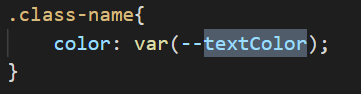 .class-name{
    color: var(--textColor);
}